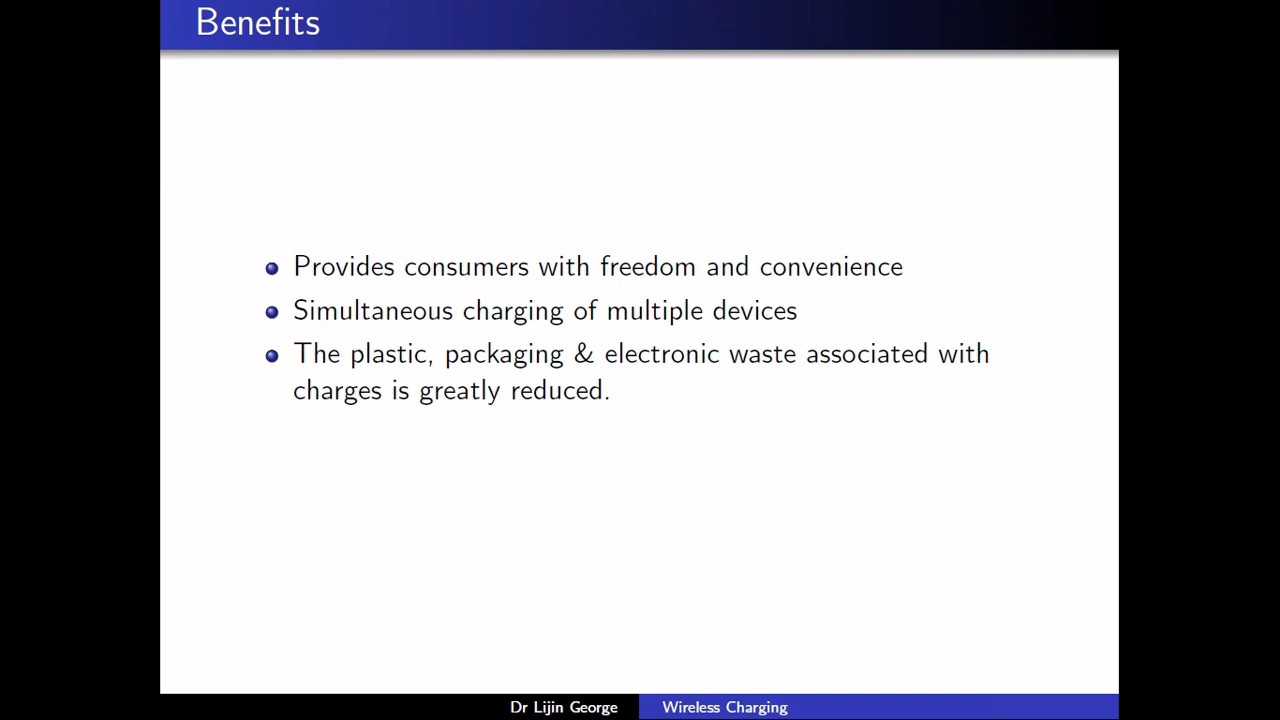 Benefits
Provides consumers with freedom and convenience
Simultaneous charging of multiple devices
The plastic, packaging & electronic waste associated with
charges is greatly reduced.
Dr Lijin George
Wireless Charging